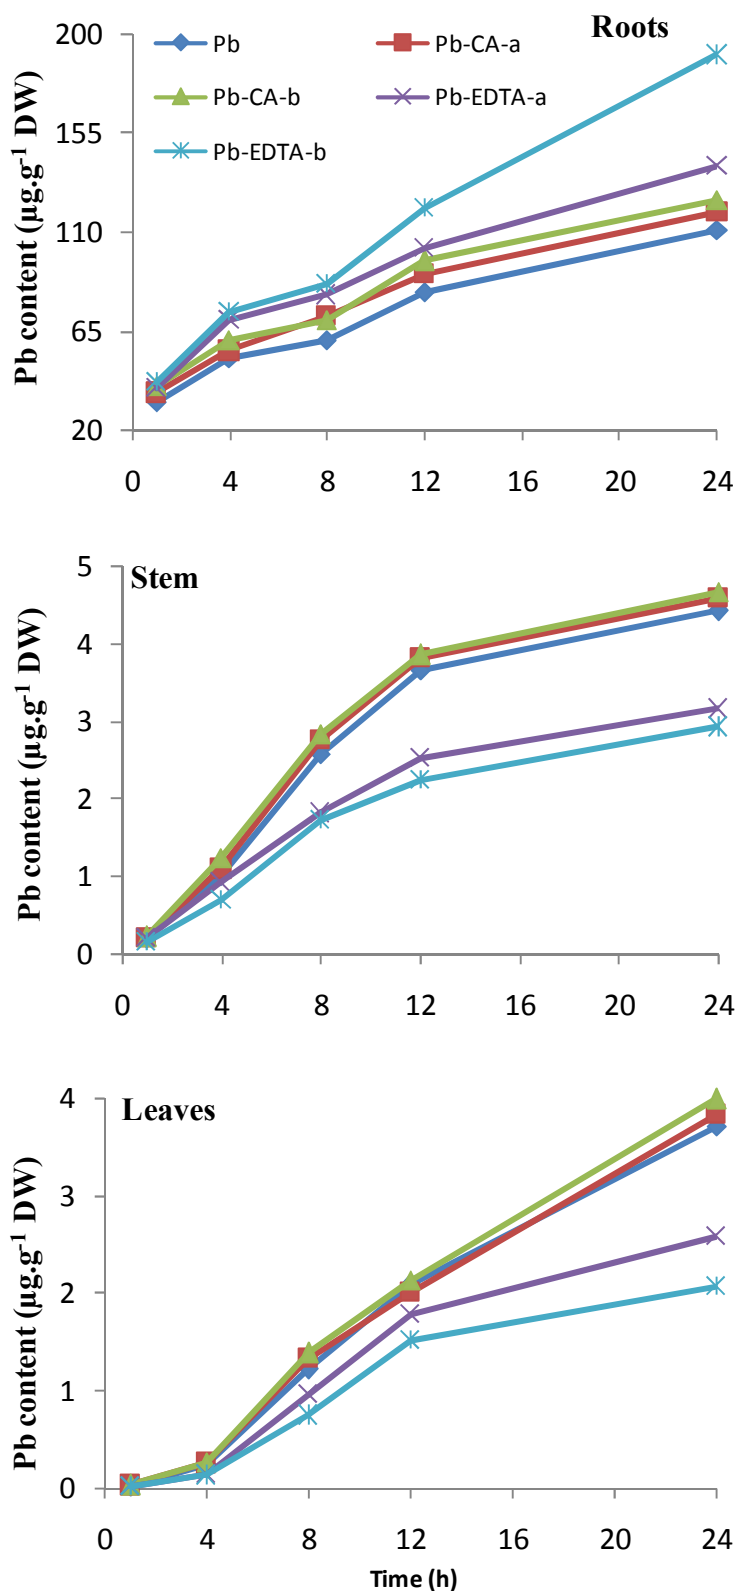 Roots
Pb Pb-CA-a
Pb-CA-b Pb-EDTA-a
Pb-EDTA-b
Pb content (µg.g-1 DW)
200
155
110
65
20
0 4 8 12 16 20 24
Stem
Pb content (µg.g-1 DW)
5
4
3
2
1
0
0 4 8 12 16 20 24
Leaves
Pb content (µg.g-1 DW)
4
3
2
1
0
0 4 8 12 16 20 24
Time (h)